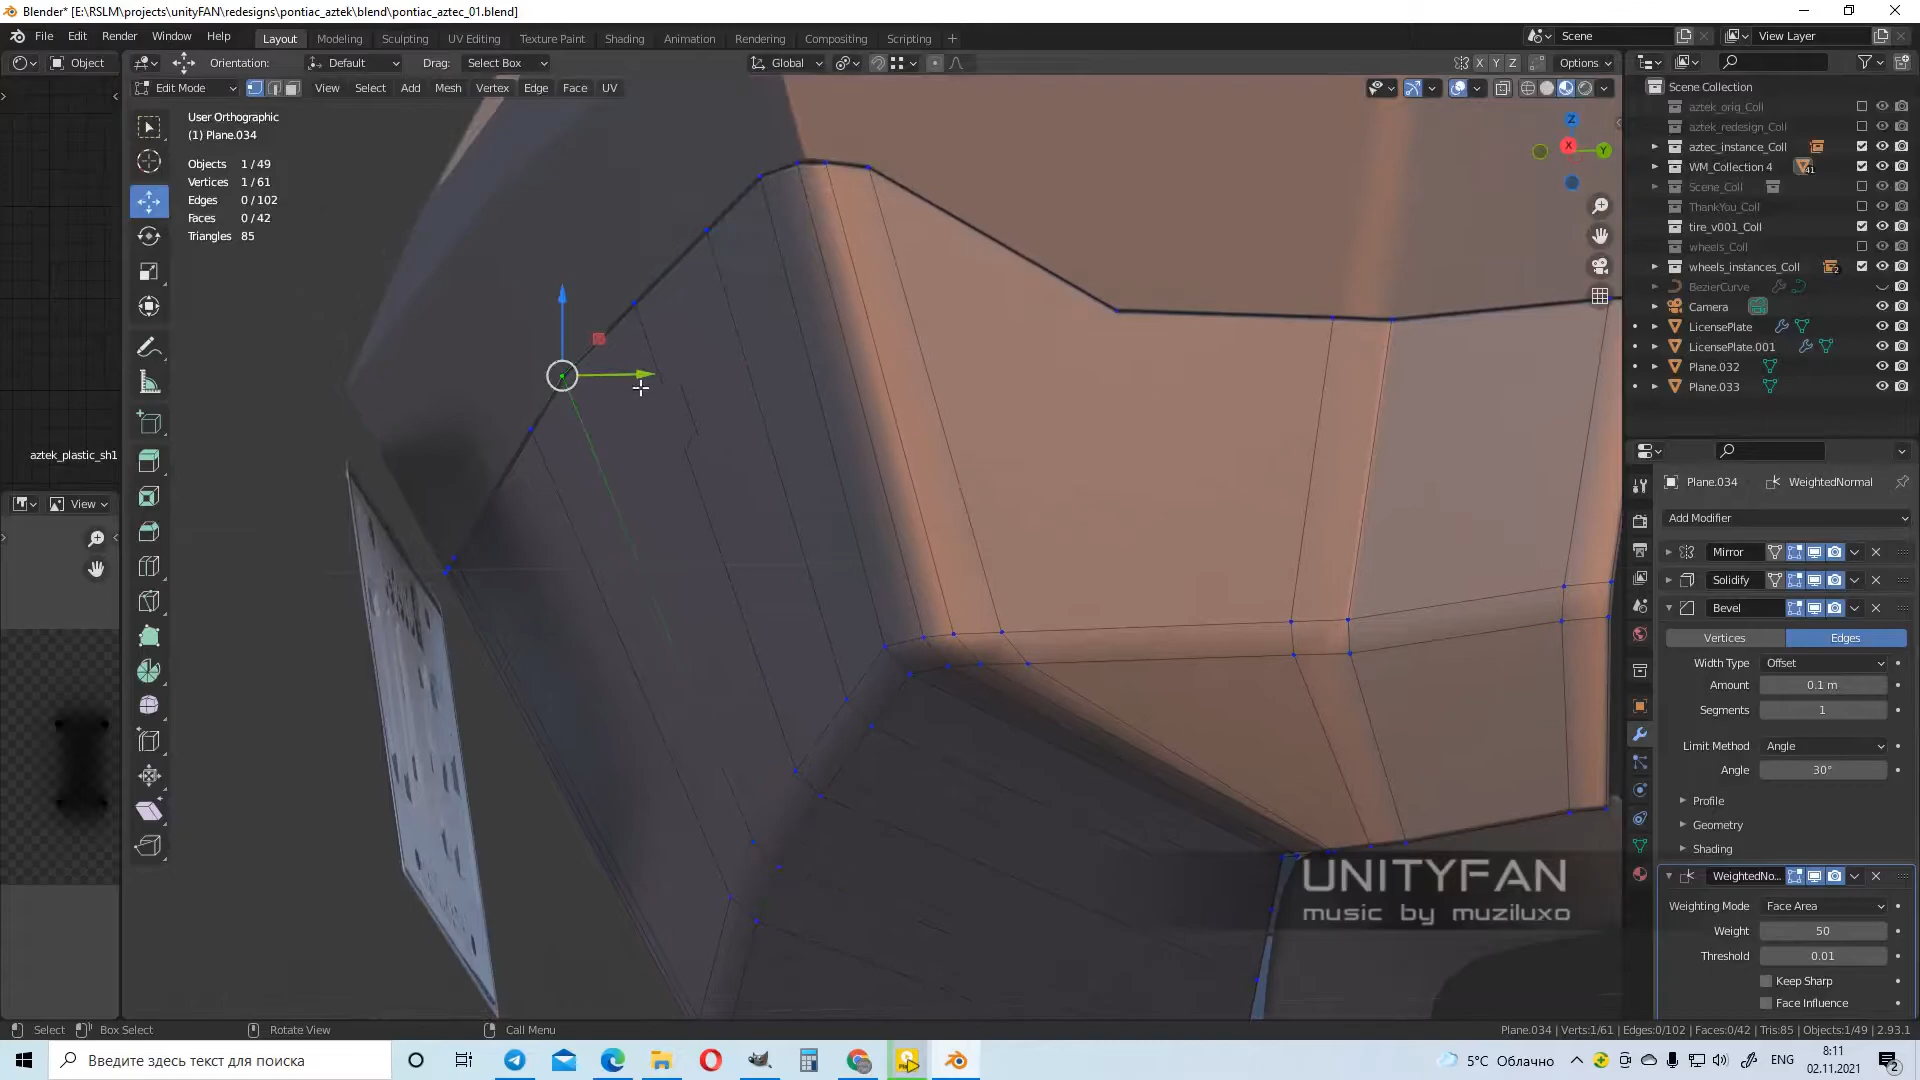 Blender* [E:\RSLM\projects\unityFAN\redesigns\pontiac_aztek\blend\pontiac_aztec_01.blend]
File Edit Render Window Help Layout Modeling Sculpting UV Editing Texture Paint Shading Animation Rendering Compositing Scripting + Scene View Layer
Object Orientation: Default Drag: Select Box Global X Y Z Options
Edit Mode View Select Add Mesh Vertex Edge Face UV
User Orthographic
(1) Plane.034
Objects 1 / 49
Vertices 1 / 61
Edges 0 / 102
Faces 0 / 42
Triangles 85
Z
X
Y
aztek_plastic_sh1
View
Scene Collection
aztek_orig_Coll
aztek_redesign_Coll
aztec_instance_Coll
WM_Collection 4 41
Scene_Coll
ThankYou_Coll
tire_v001_Coll
wheels_Coll
wheels_instances_Coll 2
BezierCurve
Camera
LicensePlate
LicensePlate.001
Plane.032
Plane.033
Plane.034 WeightedNormal
Add Modifier
Mirror
Solidify
Bevel
Vertices Edges
Width Type Offset
Amount 0.1 m
Segments 1
Limit Method Angle
Angle 30°
Profile
Geometry
Shading
WeightedNo...
Weighting Mode Face Area
Weight 50
Threshold 0.01
Keep Sharp
Face Influence
UNITYFAN
music by muziluxo
Select Box Select Rotate View Call Menu Plane.034 | Verts:1/61 | Edges:0/102 | Faces:0/42 | Tris:85 | Objects:1/49 | 2.93.1
Введите здесь текст для поиска
5°C Облачно ENG
8:11
02.11.2021
2